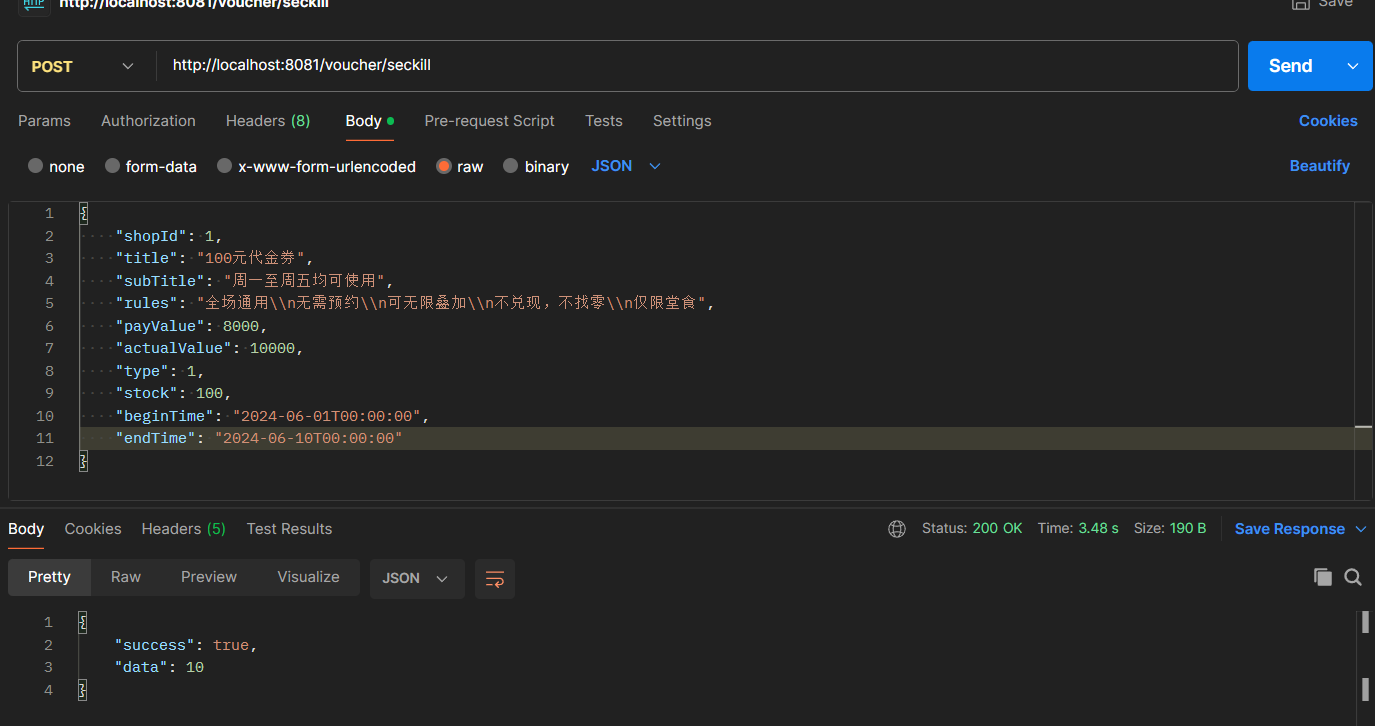 HTTP http://localhost:8081/voucher/seckill Save
POST http://localhost:8081/voucher/seckill Send
Params Authorization Headers (8) Body Pre-request Script Tests Settings Cookies
none form-data x-www-form-urlencoded raw binary JSON Beautify
1 {
2 "shopId": 1,
3 "title": "100元代金券",
4 "subTitle": "周一至周五均可使用",
5 "rules": "全场通用\\n无需预约\\n可无限叠加\\n不兑现，不找零\\n仅限堂食",
6 "payValue": 8000,
7 "actualValue": 10000,
8 "type": 1,
9 "stock": 100,
10 "beginTime": "2024-06-01T00:00:00",
11 "endTime": "2024-06-10T00:00:00"
12 }
Body Cookies Headers (5) Test Results Status: 200 OK Time: 3.48 s Size: 190 B Save Response
Pretty Raw Preview Visualize JSON
1 {
2 "success": true,
3 "data": 10
4 }